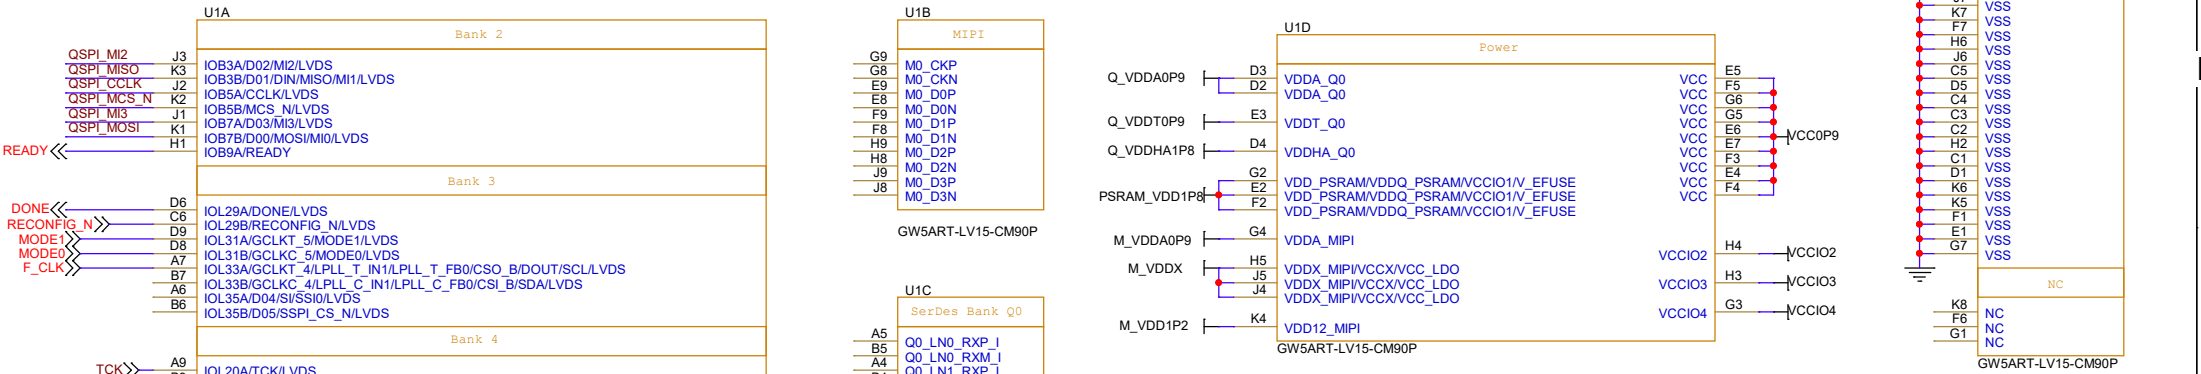 U1A
Bank 2
QSPI_MI2 J3 IOB3A/D02/MI2/LVDS
QSPI_MISO K3 IOB3B/D01/DIN/MISO/MI1/LVDS
QSPI_CCLK J2 IOB5A/CCLK/LVDS
QSPI_MCS_N K2 IOB5B/MCS_N/LVDS
QSPI_MI3 J1 IOB7A/D03/MI3/LVDS
QSPI_MOSI K1 IOB7B/D00/MOSI/MI0/LVDS
READY H1 IOB9A/READY
Bank 3
DONE D6 IOL29A/DONE/LVDS
RECONFIG_N C6 IOL29B/RECONFIG_N/LVDS
MODE1 D9 IOL31A/GCLKT_5/MODE1/LVDS
MODE0 D8 IOL31B/GCLKC_5/MODE0/LVDS
F_CLK A7 IOL33A/GCLKT_4/LPLL_T_IN1/LPLL_T_FB0/CSO_B/DOUT/SCL/LVDS
B7 IOL33B/GCLKC_4/LPLL_C_IN1/LPLL_C_FB0/CSI_B/SDA/LVDS
A6 IOL35A/D04/SI/SSI0/LVDS
B6 IOL35B/D05/SSPI_CS_N/LVDS
Bank 4
TCK A9 IOL20A/TCK/LVDS
U1B
MIPI
G9 M0_CKP
G8 M0_CKN
E9 M0_D0P
E8 M0_D0N
F9 M0_D1P
F8 M0_D1N
H9 M0_D2P
H8 M0_D2N
J9 M0_D3P
J8 M0_D3N
GW5ART-LV15-CM90P
U1C
SerDes Bank Q0
A5 Q0_LN0_RXP_I
B5 Q0_LN0_RXM_I
A4 Q0_LN1_RXP_I
U1D
Power
Q_VDDA0P9 D3 VDDA_Q0
D2 VDDA_Q0
Q_VDDT0P9 E3 VDDT_Q0
Q_VDDHA1P8 D4 VDDHA_Q0
G2 VDD_PSRAM/VDDQ_PSRAM/VCCIO1/V_EFUSE
PSRAM_VDD1P8 E2 VDD_PSRAM/VDDQ_PSRAM/VCCIO1/V_EFUSE
F2 VDD_PSRAM/VDDQ_PSRAM/VCCIO1/V_EFUSE
M_VDDA0P9 G4 VDDA_MIPI
M_VDDX H5 VDDX_MIPI/VCCX/VCC_LDO
J5 VDDX_MIPI/VCCX/VCC_LDO
J4 VDDX_MIPI/VCCX/VCC_LDO
M_VDD1P2 K4 VDD12_MIPI
VCC E5
VCC F5
VCC G6
VCC G5
VCC E6 VCC0P9
VCC E7
VCC F3
VCC E4
VCC F4
VCCIO2 H4 VCCIO2
VCCIO3 H3 VCCIO3
VCCIO4 G3 VCCIO4
GW5ART-LV15-CM90P
VSS
K7 VSS
F7 VSS
H6 VSS
J6 VSS
C5 VSS
D5 VSS
C4 VSS
C3 VSS
C2 VSS
H2 VSS
C1 VSS
D1 VSS
K6 VSS
K5 VSS
F1 VSS
E1 VSS
G7 VSS
NC
K8 NC
F6 NC
G1 NC
GW5ART-LV15-CM90P